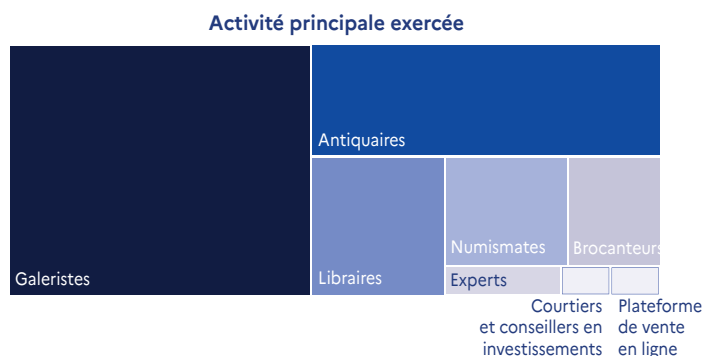 Activité principale exercée
Antiquaires
Galeristes
Libraires
Numismates
Brocanteurs
Experts
Courtiers
et conseillers en
investissements
Plateforme
de vente
en ligne